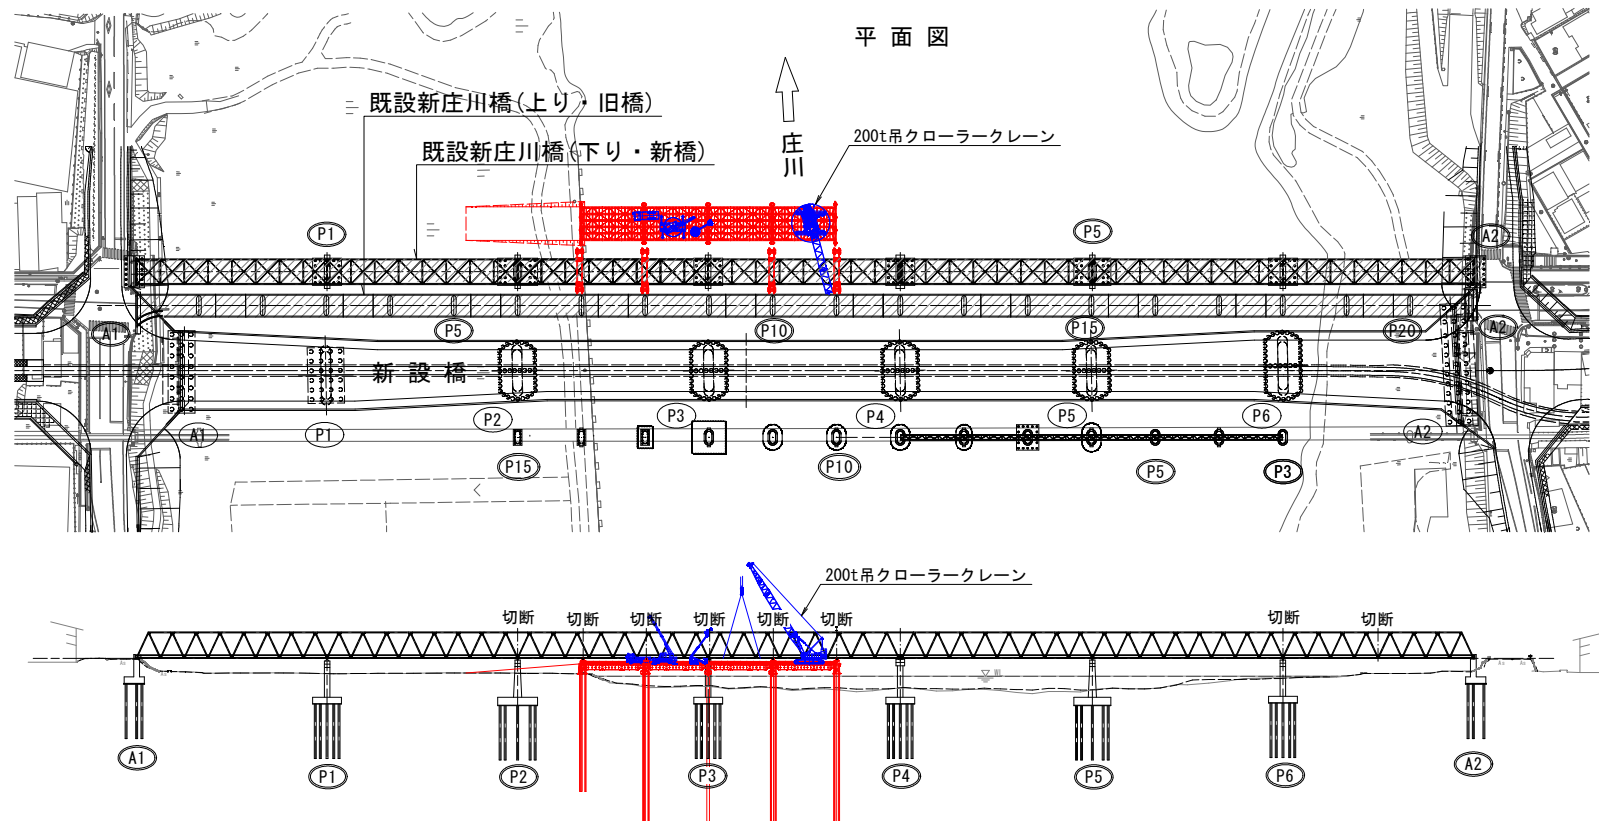 平面図
既設新庄川橋(上り・旧橋)
既設新庄川橋(下り・新橋)
庄川
200t吊クローラークレーン
P1
P5
A2
A1
P5
P10
P15
P20
A2
新設橋
A1
P1
P2
P3
P4
P5
P6
A2
P15
P10
P5
P3
200t吊クローラークレーン
切断
切断
切断
切断
切断
切断
切断
切断
WL
A1
P1
P2
P3
P4
P5
P6
A2